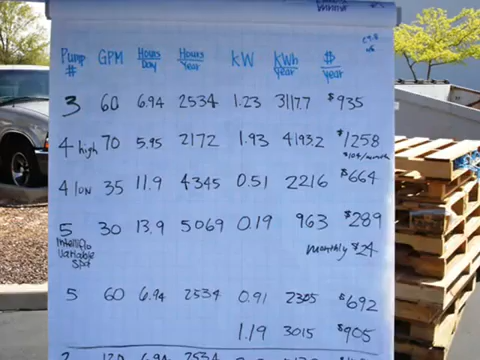 Pump # GPM Hours/Day Hours/Year kW kWh/Year $/Year
3 60 6.94 2534 1.23 3117.7 $935
4 high 70 5.95 2172 1.93 4193.2 $1258
$104/month
4 low 35 11.9 4345 0.51 2216 $664
5 30 13.9 5069 0.19 963 $289
Intelliflo
Variable
Spd
monthly $24
5 60 6.94 2534 0.91 2305 $692
1.19 3015 $905